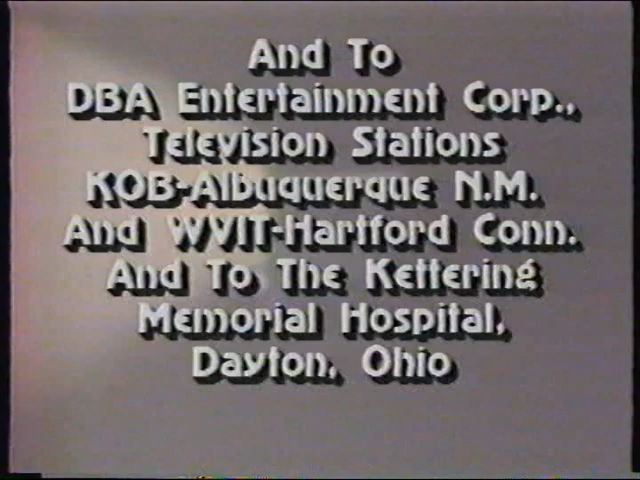 And To
DBA Entertainment Corp.,
Television Stations
KOB-Albuquerque N.M.
And WVIT-Hartford Conn.
And To The Kettering
Memorial Hospital,
Dayton, Ohio